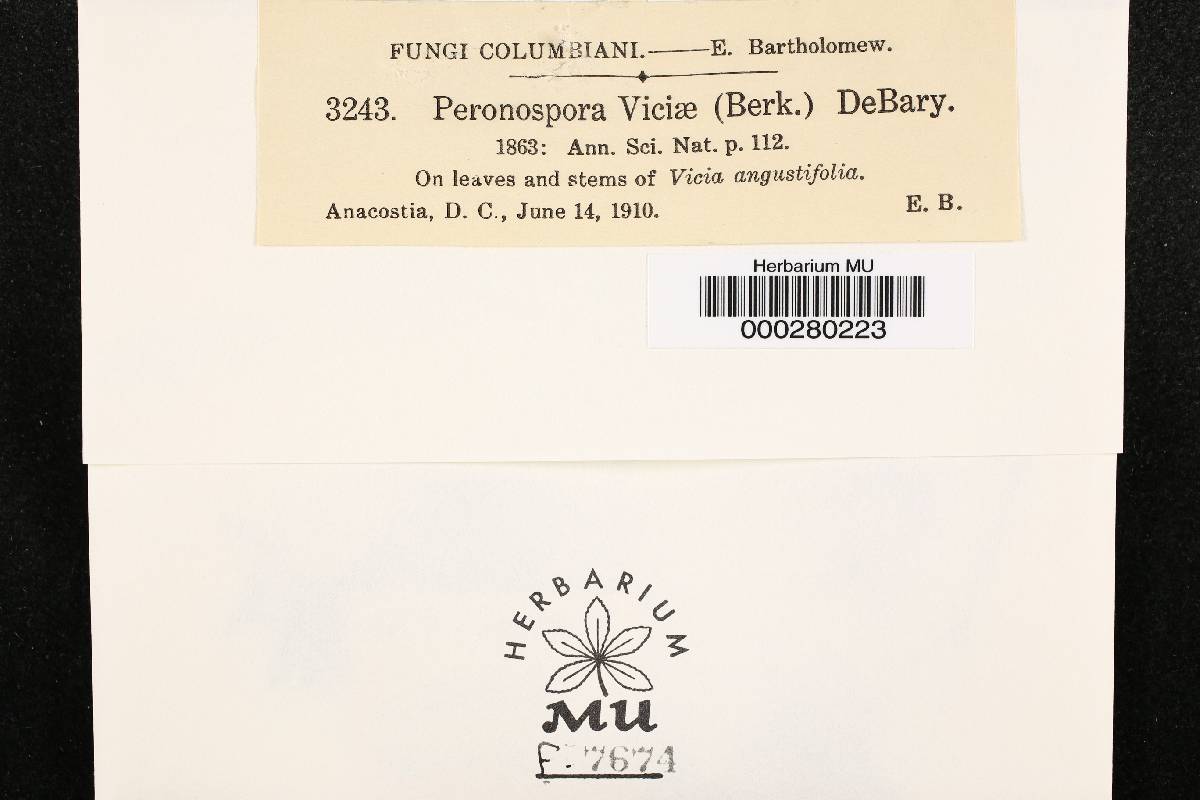 FUNGI COLUMBIANI.——E. Bartholomew.
3243. Peronospora Viciæ (Berk.) DeBary.
1863: Ann. Sci. Nat. p. 112.
On leaves and stems of Vicia angustifolia.
Anacostia, D. C., June 14, 1910. E. B.
Herbarium MU
000280223
HERBARIUM
MU
F. 7674